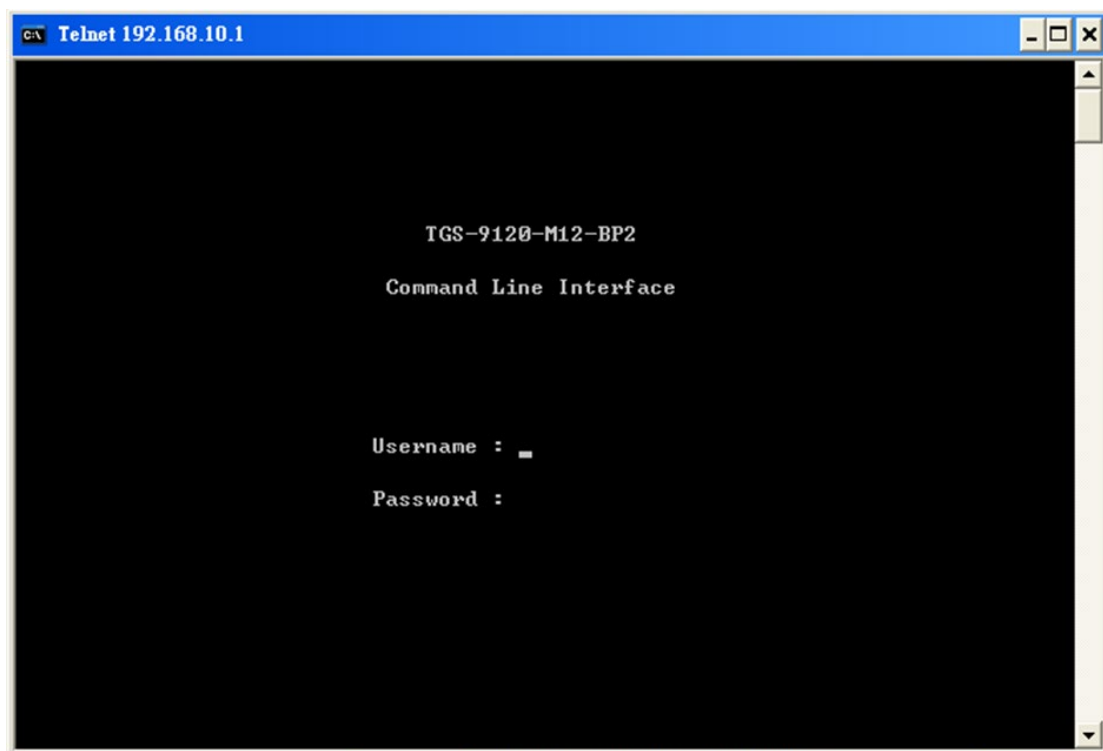 C:\ Telnet 192.168.10.1
TGS-9120-M12-BP2
Command Line Interface
Username : _
Password :